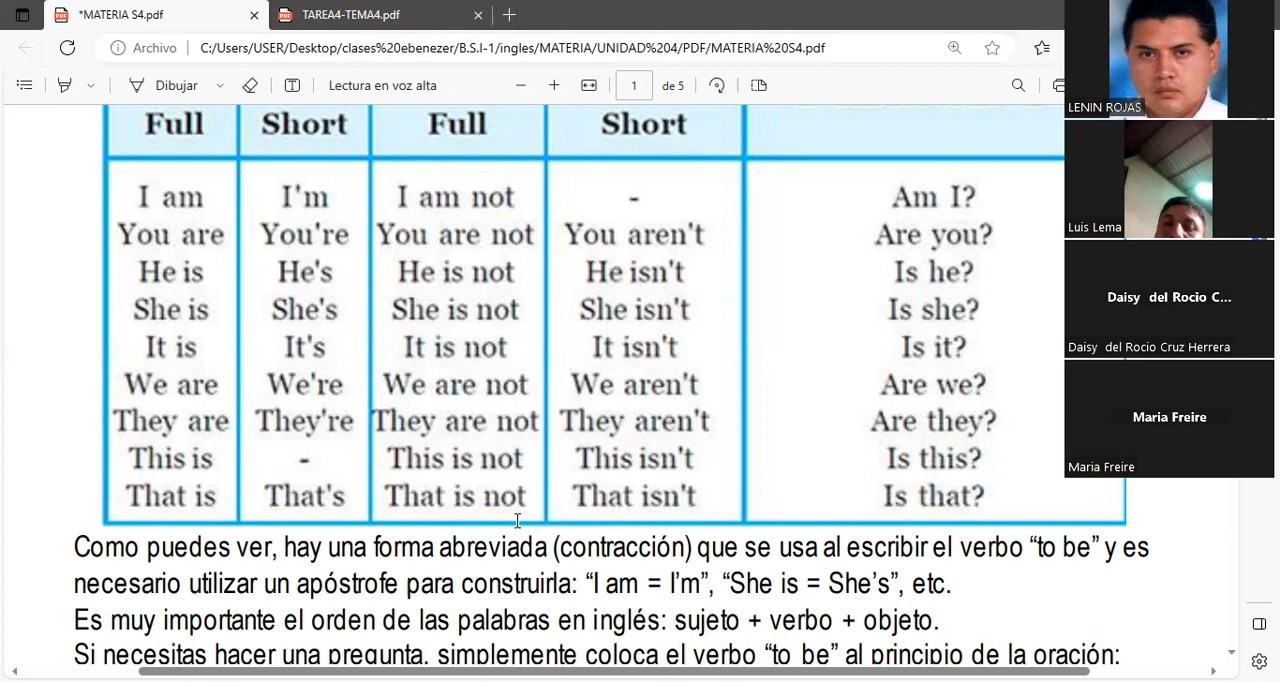 *MATERIA S4.pdf
TAREA4-TEMA4.pdf
Archivo
C:/Users/USER/Desktop/clases%20ebenezer/B.S.I-1/ingles/MATERIA/UNIDAD%204/PDF/MATERIA%20S4.pdf
Dibujar
Lectura en voz alta
1 de 5
LENIN ROJAS
Luis Lema
Daisy del Rocio C...
Daisy del Rocio Cruz Herrera
Maria Freire
Maria Freire
Full Short Full Short
I am I'm I am not - Am I?
You are You're You are not You aren't Are you?
He is He's He is not He isn't Is he?
She is She's She is not She isn't Is she?
It is It's It is not It isn't Is it?
We are We're We are not We aren't Are we?
They are They're They are not They aren't Are they?
This is - This is not This isn't Is this?
That is That's That is not That isn't Is that?
Como puedes ver, hay una forma abreviada (contracción) que se usa al escribir el verbo “to be” y es
necesario utilizar un apóstrofe para construirla: “I am = I’m”, “She is = She’s”, etc.
Es muy importante el orden de las palabras en inglés: sujeto + verbo + objeto.
Si necesitas hacer una pregunta, simplemente coloca el verbo “to be” al principio de la oración: